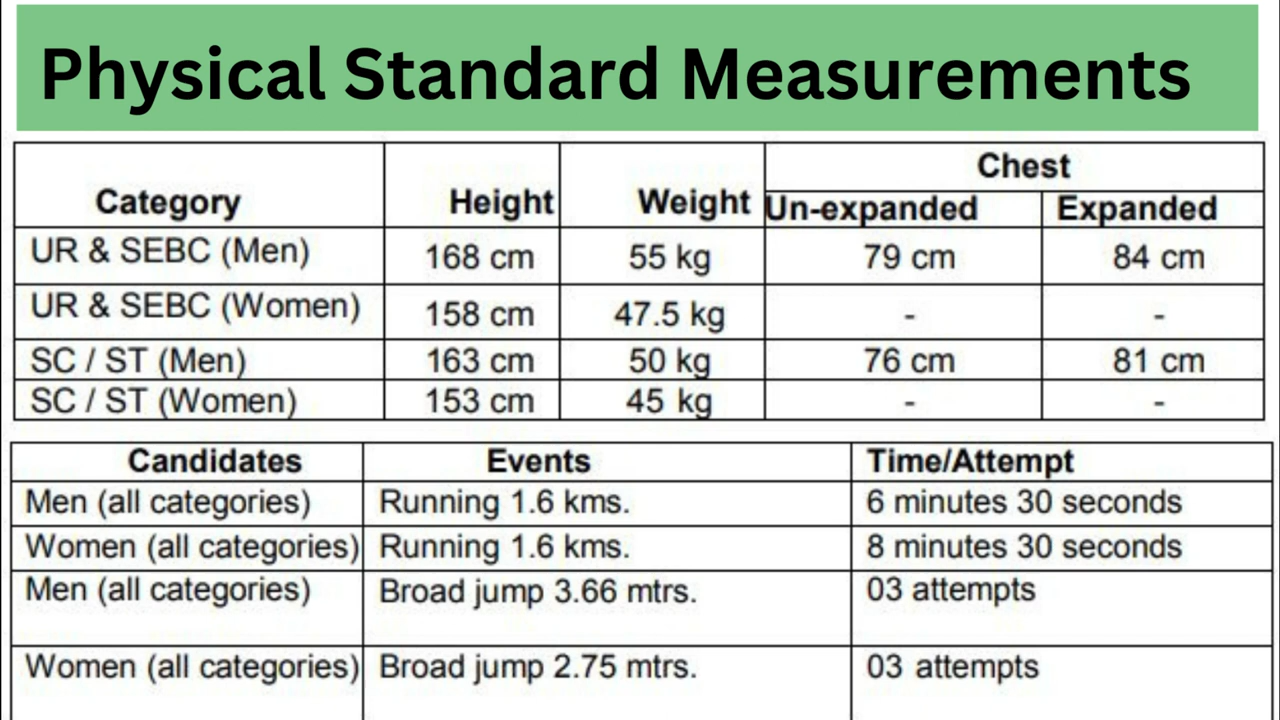 Physical Standard Measurements
Category Height Weight Chest
Un-expanded Expanded
UR & SEBC (Men) 168 cm 55 kg 79 cm 84 cm
UR & SEBC (Women) 158 cm 47.5 kg - -
SC / ST (Men) 163 cm 50 kg 76 cm 81 cm
SC / ST (Women) 153 cm 45 kg - -
Candidates Events Time/Attempt
Men (all categories) Running 1.6 kms. 6 minutes 30 seconds
Women (all categories) Running 1.6 kms. 8 minutes 30 seconds
Men (all categories) Broad jump 3.66 mtrs. 03 attempts
Women (all categories) Broad jump 2.75 mtrs. 03 attempts